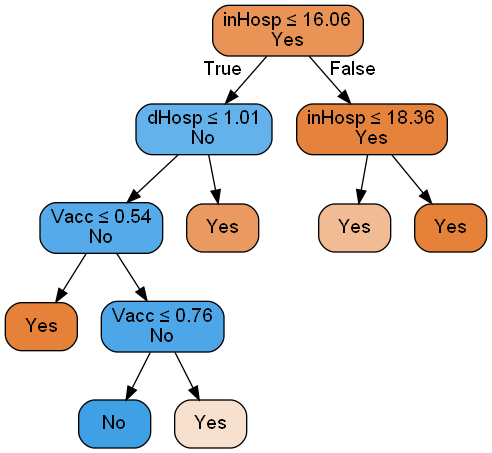 inHosp ≤ 16.06
Yes
True
False
dHosp ≤ 1.01
No
inHosp ≤ 18.36
Yes
Vacc ≤ 0.54
No
Yes
Yes
Yes
Yes
Vacc ≤ 0.76
No
No
Yes